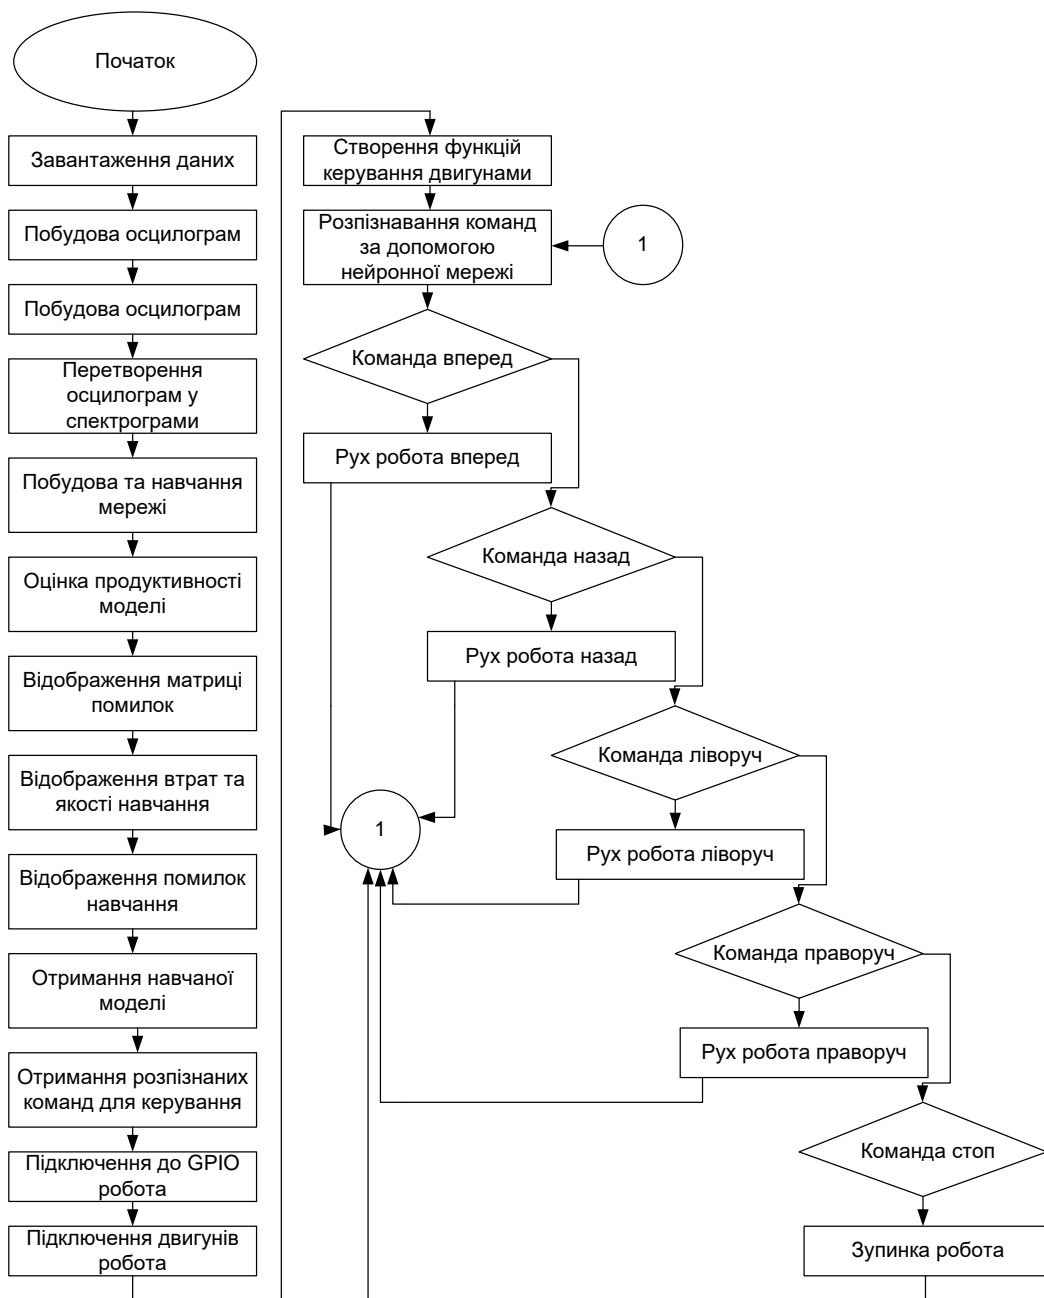 Початок
Завантаження даних
Побудова осцилограм
Побудова осцилограм
Перетворення
осцилограм у
спектрограми
Побудова та навчання
мережі
Оцінка продуктивності
моделі
Відображення матриці
помилок
Відображення втрат та
якості навчання
Відображення помилок
навчання
Отримання навчаної
моделі
Отримання розпізнаних
команд для керування
Підключення до GPIO
робота
Підключення двигунів
робота
Створення функцій
керування двигунами
Розпізнавання команд
за допомогою
нейронної мережі
1
Команда вперед
Рух робота вперед
Команда назад
Рух робота назад
Команда ліворуч
1
Рух робота ліворуч
Команда праворуч
Рух робота праворуч
Команда стоп
Зупинка робота